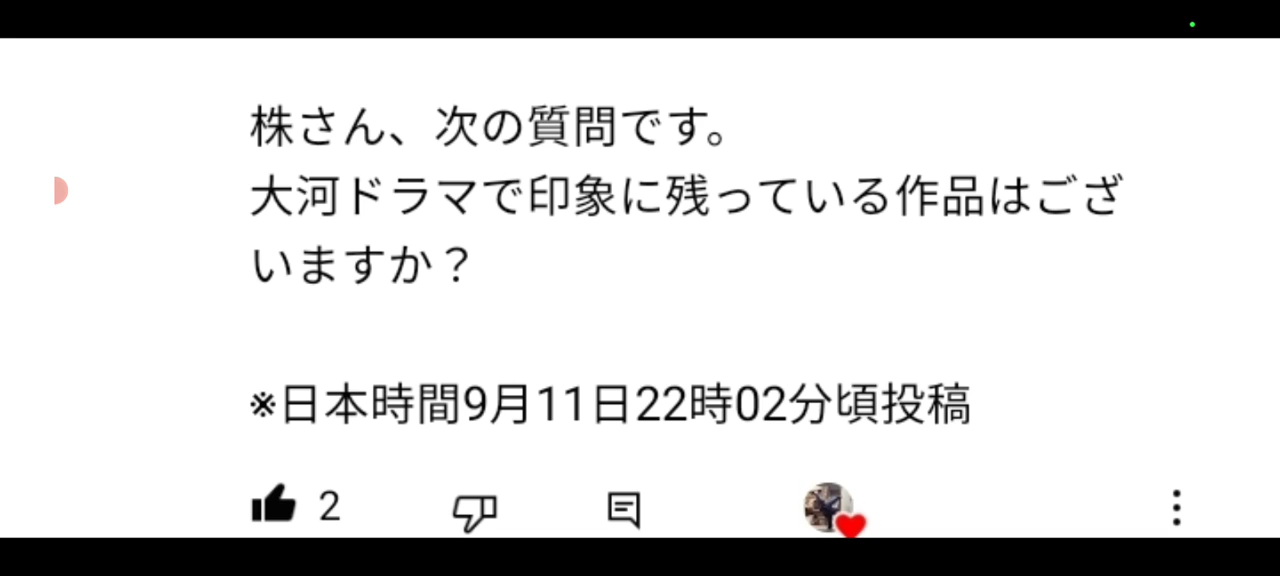 株さん、次の質問です。
大河ドラマで印象に残っている作品はござ
いますか？
※日本時間9月11日22時02分頃投稿
2